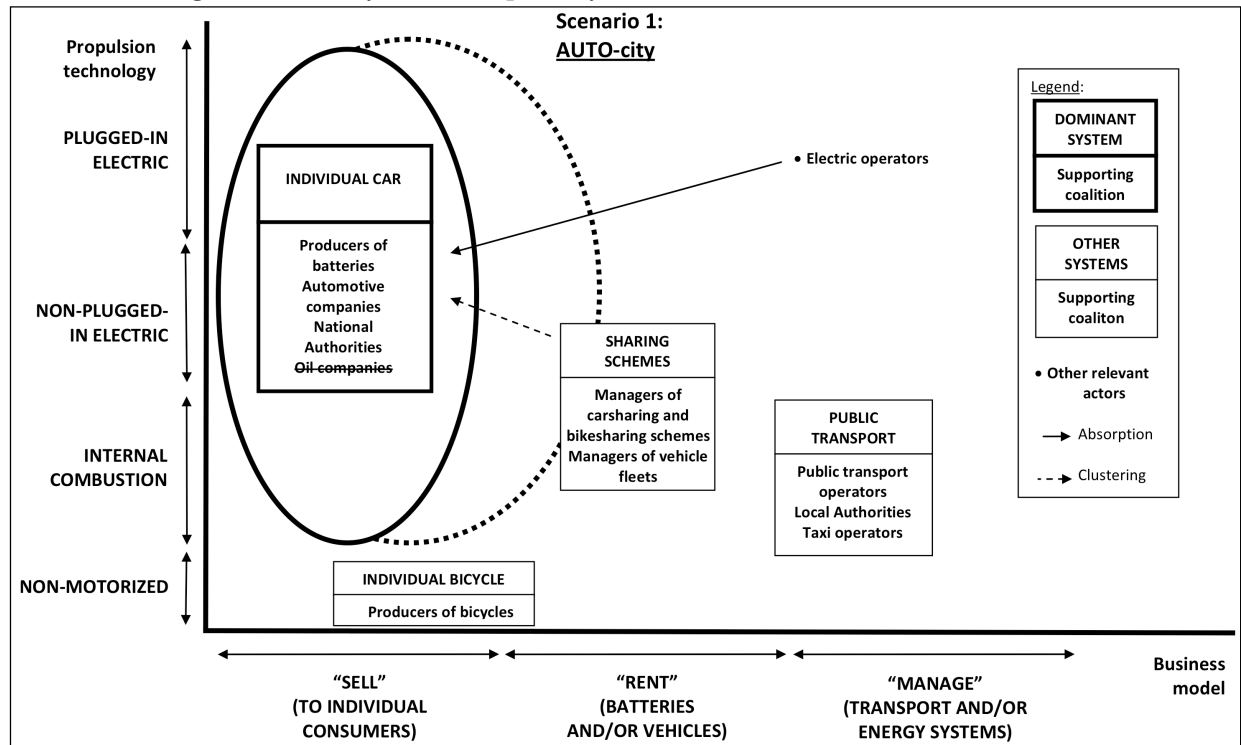 Scenario 1:
AUTO-city
Propulsion
technology
PLUGGED-IN
ELECTRIC
NON-PLUGGED-
IN ELECTRIC
INTERNAL
COMBUSTION
NON-MOTORIZED
INDIVIDUAL CAR
Producers of
batteries
Automotive
companies
National
Authorities
Oil companies
• Electric operators
SHARING
SCHEMES
Managers of
carsharing and
bikesharing schemes
Managers of vehicle
fleets
PUBLIC
TRANSPORT
Public transport
operators
Local Authorities
Taxi operators
INDIVIDUAL BICYCLE
Producers of bicycles
Legend:
DOMINANT
SYSTEM
Supporting
coalition
OTHER
SYSTEMS
Supporting
coaliton
• Other relevant
actors
Absorption
Clustering
“SELL”
(TO INDIVIDUAL
CONSUMERS)
“RENT”
(BATTERIES
AND/OR VEHICLES)
“MANAGE”
(TRANSPORT AND/OR
ENERGY SYSTEMS)
Business
model